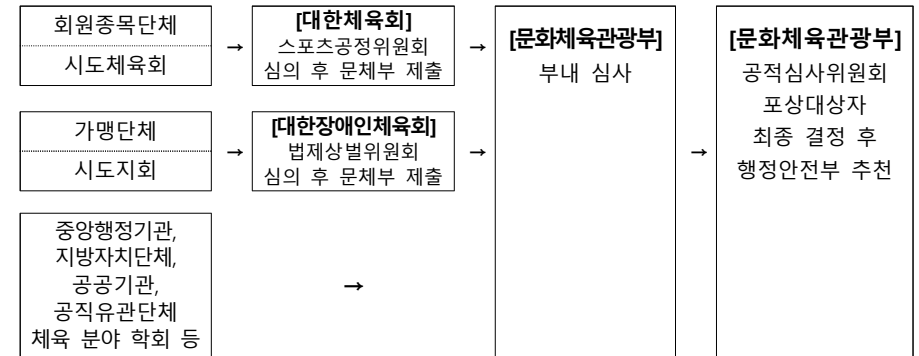 회원종목단체
시도체육회
→
[대한체육회]
스포츠공정위원회
심의 후 문체부 제출
→
가맹단체
시도지회
→
[대한장애인체육회]
법제상벌위원회
심의 후 문체부 제출
→
중앙행정기관,
지방자치단체,
공공기관,
공직유관단체
체육 분야 학회 등
→
[문화체육관광부]
부내 심사
→
[문화체육관광부]
공적심사위원회
포상대상자
최종 결정 후
행정안전부 추천